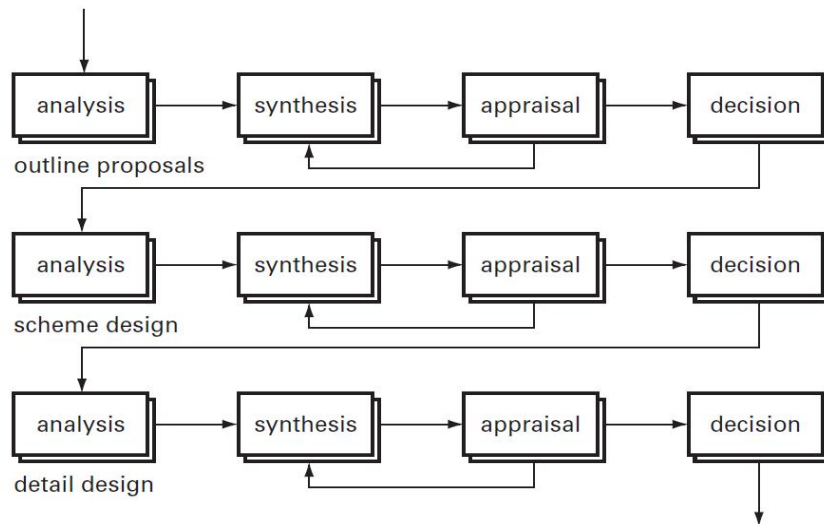 analysis synthesis appraisal decision
outline proposals
analysis synthesis appraisal decision
scheme design
analysis synthesis appraisal decision
detail design